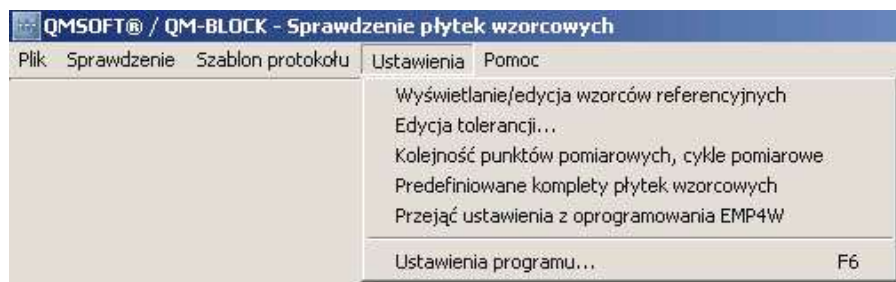 QMSOFT® / QM-BLOCK - Sprawdzenie płytek wzorcowych
Plik Sprawdzenie Szablon protokołu Ustawienia Pomoc
Wyświetlanie/edycja wzorców referencyjnych
Edycja tolerancji...
Kolejność punktów pomiarowych, cykle pomiarowe
Predefiniowane komplety płytek wzorcowych
Przejąć ustawienia z oprogramowania EMP4W
Ustawienia programu... F6